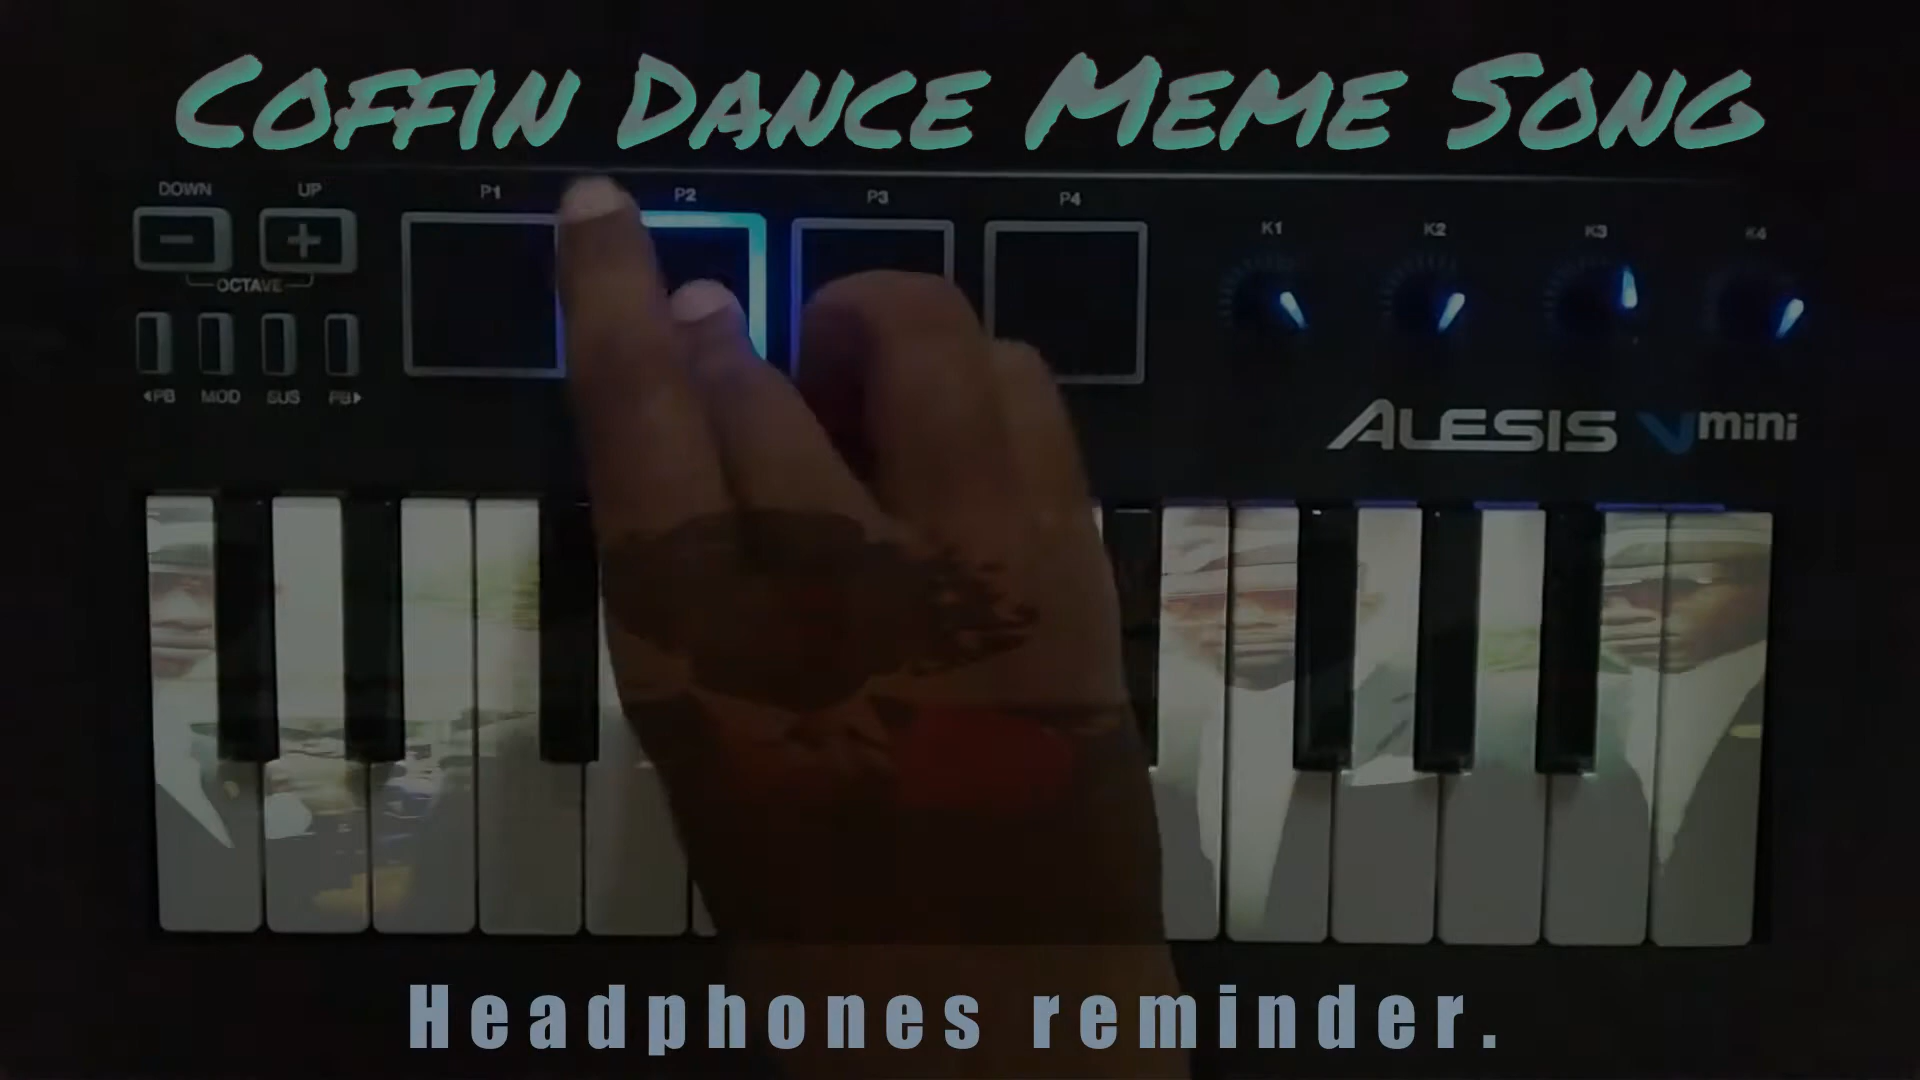 Coffin Dance Meme Song
DOWN UP P1 P2 P3 P4
K1 K2 K3 K4
OCTAVE
◄PB MOD SUS PB►
ALESIS Vmini
Headphones reminder.